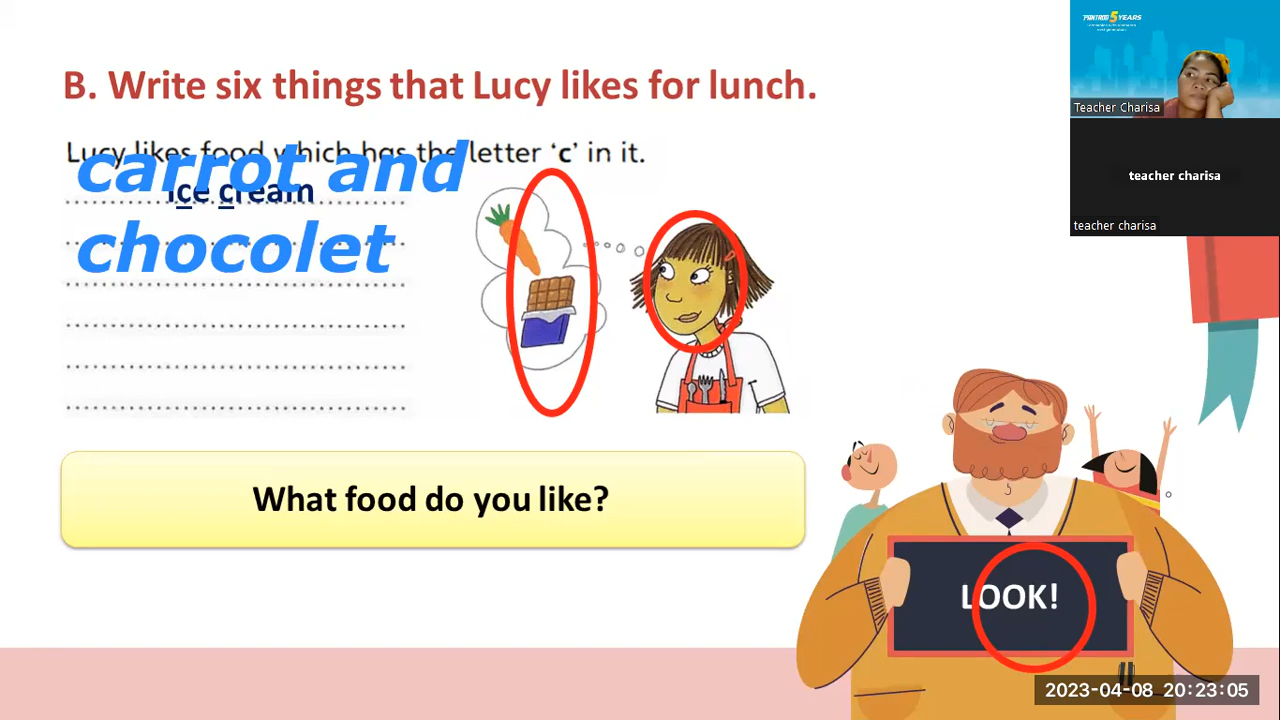 B. Write six things that Lucy likes for lunch.
Lucy likes food which has the letter ‘c’ in it.
carrot and
ice cream
chocolet
What food do you like?
LOOK!
5 YEARS
Teacher Charisa
teacher charisa
teacher charisa
2023-04-08 20:23:05